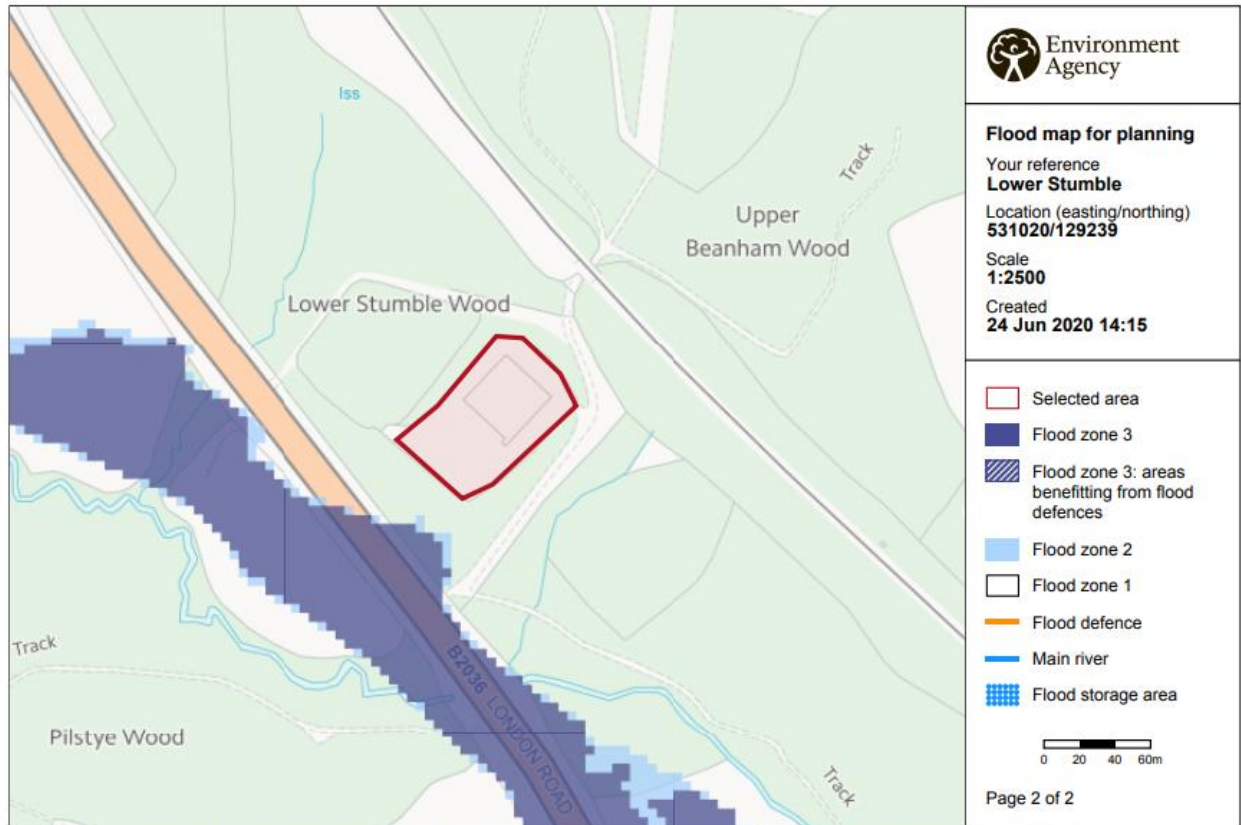 Iss
Track
Upper
Beanham Wood
Lower Stumble Wood
Track
Pilstye Wood
B2036 LONDON ROAD
Track
Environment
Agency
Flood map for planning
Your reference
Lower Stumble
Location (easting/northing)
531020/129239
Scale
1:2500
Created
24 Jun 2020 14:15
Selected area
Flood zone 3
Flood zone 3: areas
benefitting from flood
defences
Flood zone 2
Flood zone 1
Flood defence
Main river
Flood storage area
0 20 40 60m
Page 2 of 2